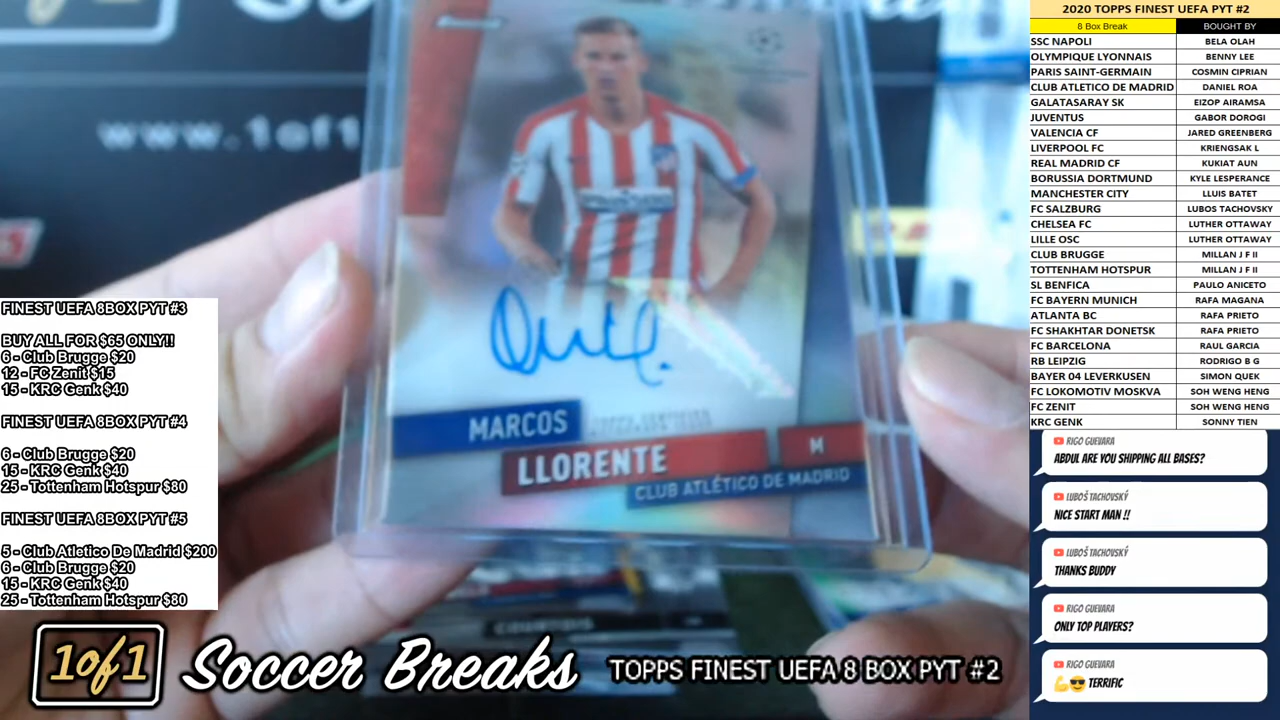 www.1of1
FINEST UEFA 8BOX PYT #3
BUY ALL FOR $65 ONLY!!
6 - Club Brugge $20
12 - FC Zenit $15
15 - KRC Genk $40
FINEST UEFA 8BOX PYT #4
6 - Club Brugge $20
15 - KRC Genk $40
25 - Tottenham Hotspur $80
FINEST UEFA 8BOX PYT #5
5 - Club Atletico De Madrid $200
6 - Club Brugge $20
15 - KRC Genk $40
25 - Tottenham Hotspur $80
MARCOS
LLORENTE M
CLUB ATLÉTICO DE MADRID
COURTOIS
1of1 Soccer Breaks TOPPS FINEST UEFA 8 BOX PYT #2
2020 TOPPS FINEST UEFA PYT #2
8 Box Break BOUGHT BY
SSC NAPOLI BELA OLAH
OLYMPIQUE LYONNAIS BENNY LEE
PARIS SAINT-GERMAIN COSMIN CIPRIAN
CLUB ATLETICO DE MADRID DANIEL ROA
GALATASARAY SK EIZOP AIRAMSA
JUVENTUS GABOR DOROGI
VALENCIA CF JARED GREENBERG
LIVERPOOL FC KRIENGSAK L
REAL MADRID CF KUKIAT AUN
BORUSSIA DORTMUND KYLE LESPERANCE
MANCHESTER CITY LLUIS BATET
FC SALZBURG LUBOS TACHOVSKY
CHELSEA FC LUTHER OTTAWAY
LILLE OSC LUTHER OTTAWAY
CLUB BRUGGE MILLAN J F II
TOTTENHAM HOTSPUR MILLAN J F II
SL BENFICA PAULO ANICETO
FC BAYERN MUNICH RAFA MAGANA
ATLANTA BC RAFA PRIETO
FC SHAKHTAR DONETSK RAFA PRIETO
FC BARCELONA RAUL GARCIA
RB LEIPZIG RODRIGO B G
BAYER 04 LEVERKUSEN SIMON QUEK
FC LOKOMOTIV MOSKVA SOH WENG HENG
FC ZENIT SOH WENG HENG
KRC GENK SONNY TIEN
RIGO GUEVARA
ABDUL ARE YOU SHIPPING ALL BASES?
LUBOŠ TACHOVSKÝ
NICE START MAN !!
LUBOŠ TACHOVSKÝ
THANKS BUDDY
RIGO GUEVARA
ONLY TOP PLAYERS?
RIGO GUEVARA
💪😎 TERRIFIC